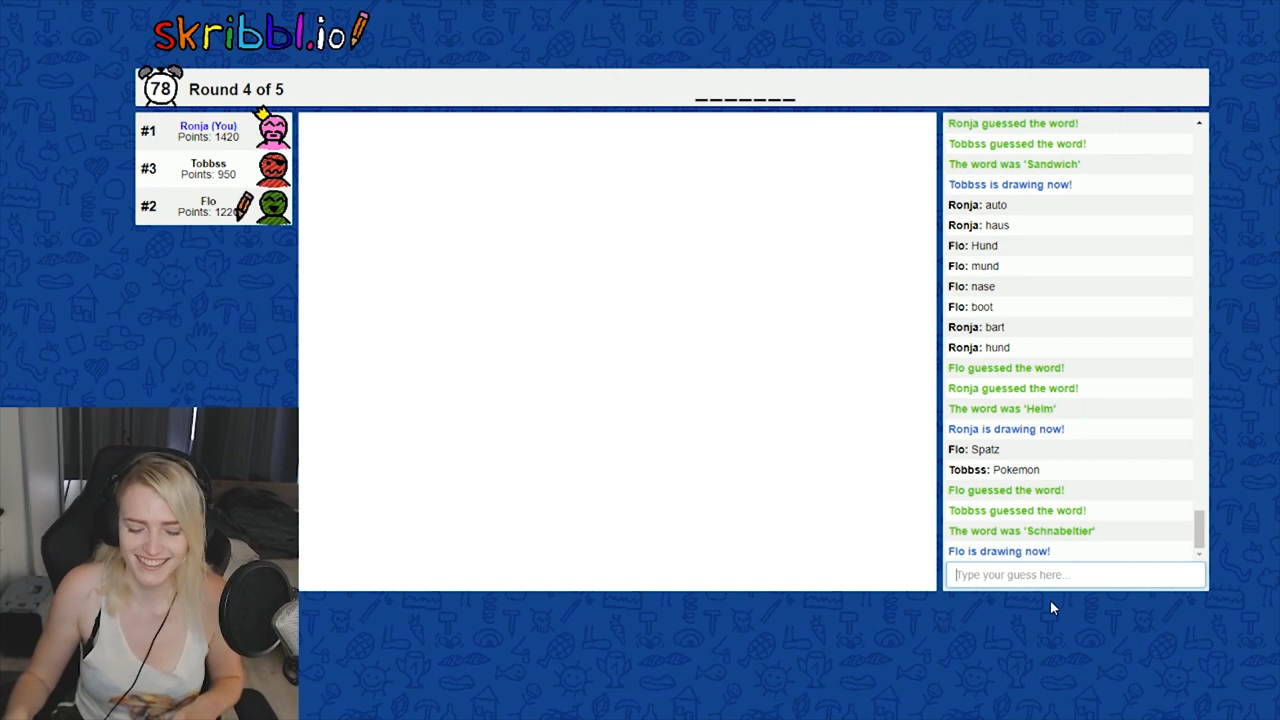 skribbl.io
78
Round 4 of 5
_______
#1
Ronja (You)
Points: 1420
#3
Tobbss
Points: 950
#2
Flo
Points: 1220
Ronja guessed the word!
Tobbss guessed the word!
The word was 'Sandwich'
Tobbss is drawing now!
Ronja: auto
Ronja: haus
Flo: Hund
Flo: mund
Flo: nase
Flo: boot
Ronja: bart
Ronja: hund
Flo guessed the word!
Ronja guessed the word!
The word was 'Helm'
Ronja is drawing now!
Flo: Spatz
Tobbss: Pokemon
Flo guessed the word!
Tobbss guessed the word!
The word was 'Schnabeltier'
Flo is drawing now!
Type your guess here...